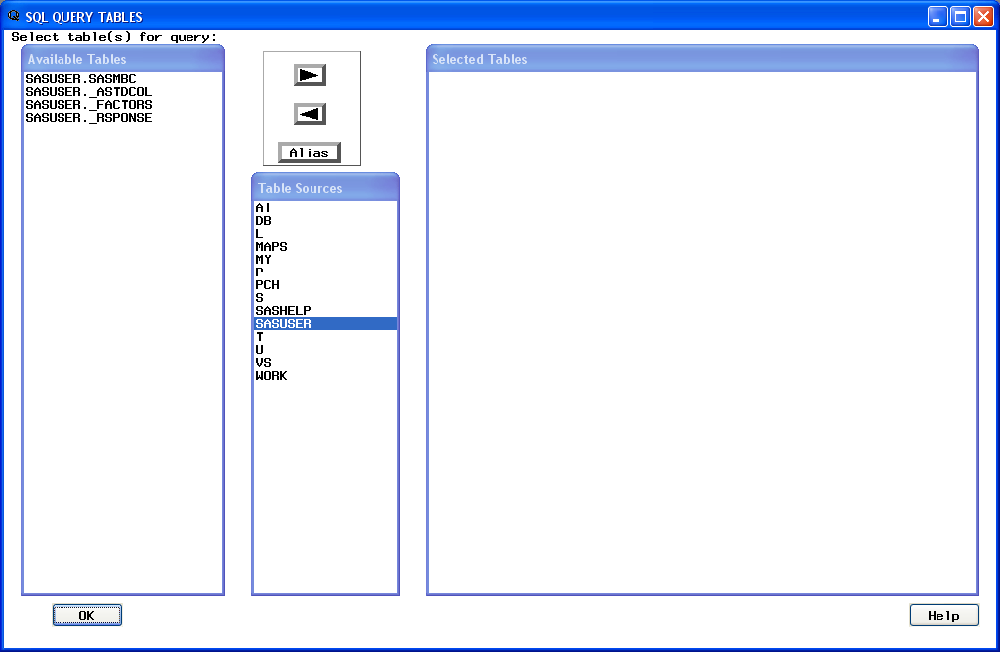 SQL QUERY TABLES
Select table(s) for query:
Available Tables
SASUSER.SASMBC
SASUSER._ASTDCOL
SASUSER._FACTORS
SASUSER._RSPONSE
Alias
Table Sources
AI
DB
L
MAPS
MY
P
PCH
S
SASHELP
SASUSER
T
U
VS
WORK
Selected Tables
OK
Help